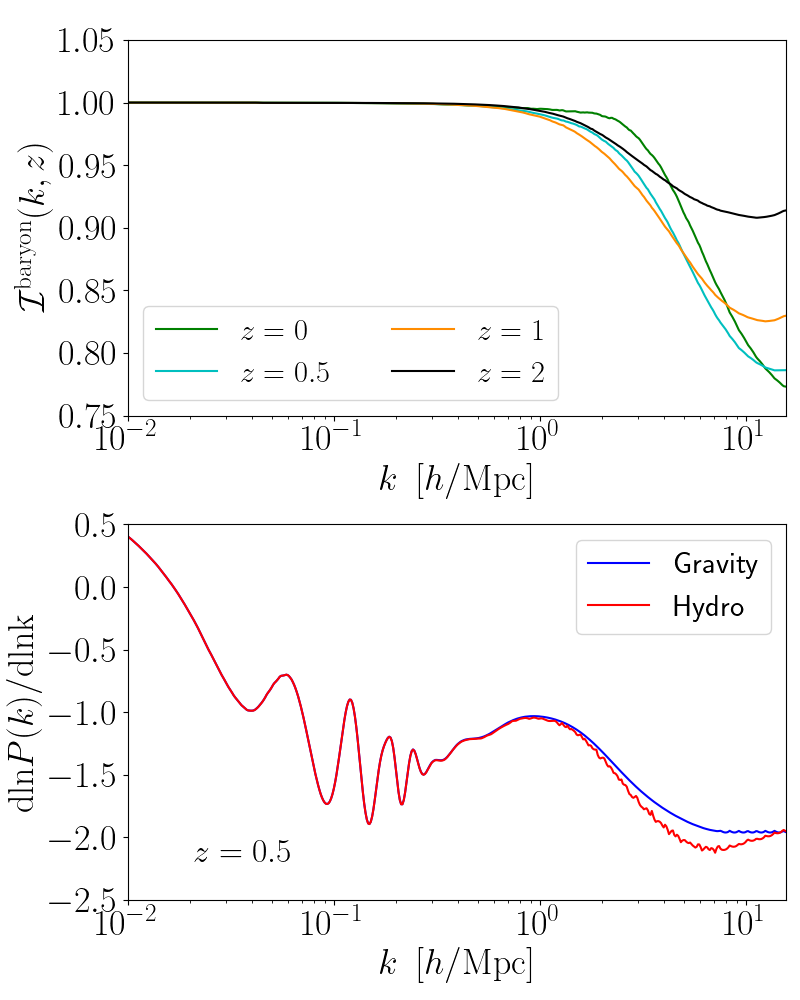 1.05
1.00
0.95
0.90
0.85
0.80
0.75
𝓘^baryon(k, z)
z = 0
z = 1
z = 0.5
z = 2
10^−2
10^−1
10^0
10^1
k [h/Mpc]
0.5
0.0
−0.5
−1.0
−1.5
−2.0
−2.5
dlnP(k)/dlnk
Gravity
Hydro
z = 0.5
10^−2
10^−1
10^0
10^1
k [h/Mpc]